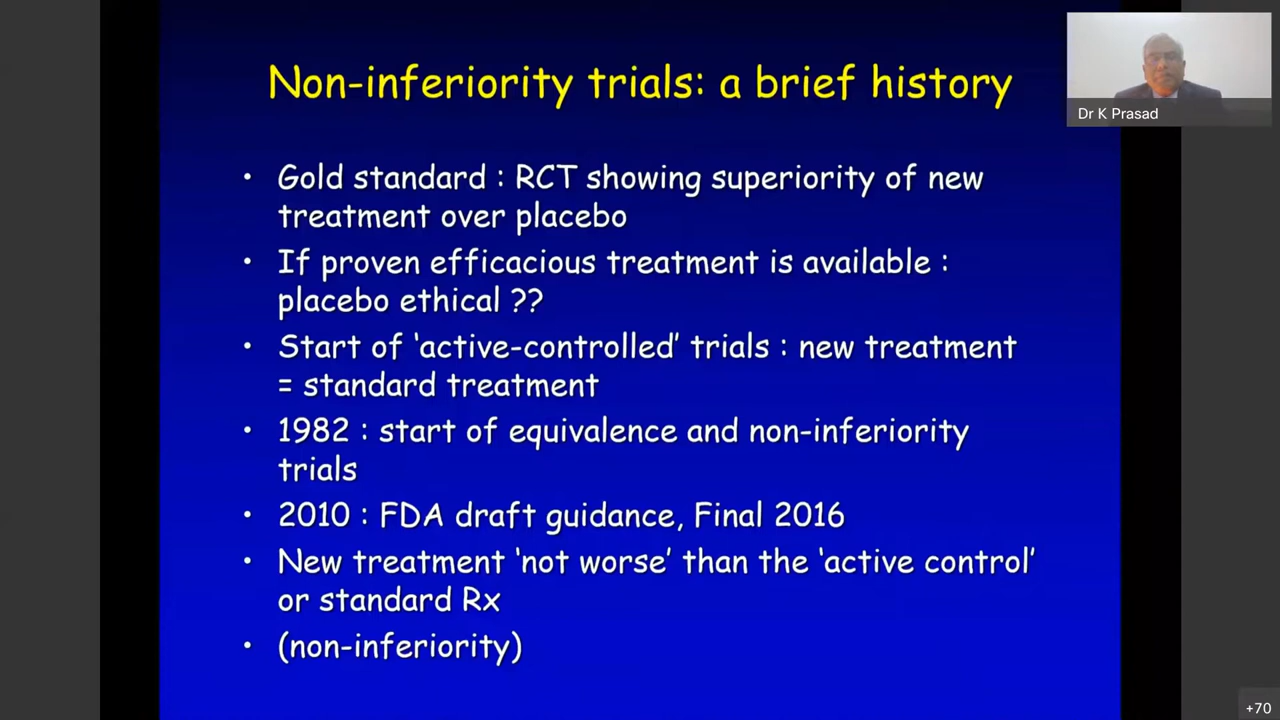 Non-inferiority trials: a brief history
Dr K Prasad
• Gold standard : RCT showing superiority of new
treatment over placebo
• If proven efficacious treatment is available :
placebo ethical ??
• Start of ‘active-controlled’ trials : new treatment
= standard treatment
• 1982 : start of equivalence and non-inferiority
trials
• 2010 : FDA draft guidance, Final 2016
• New treatment ‘not worse’ than the ‘active control’
or standard Rx
• (non-inferiority)
+70